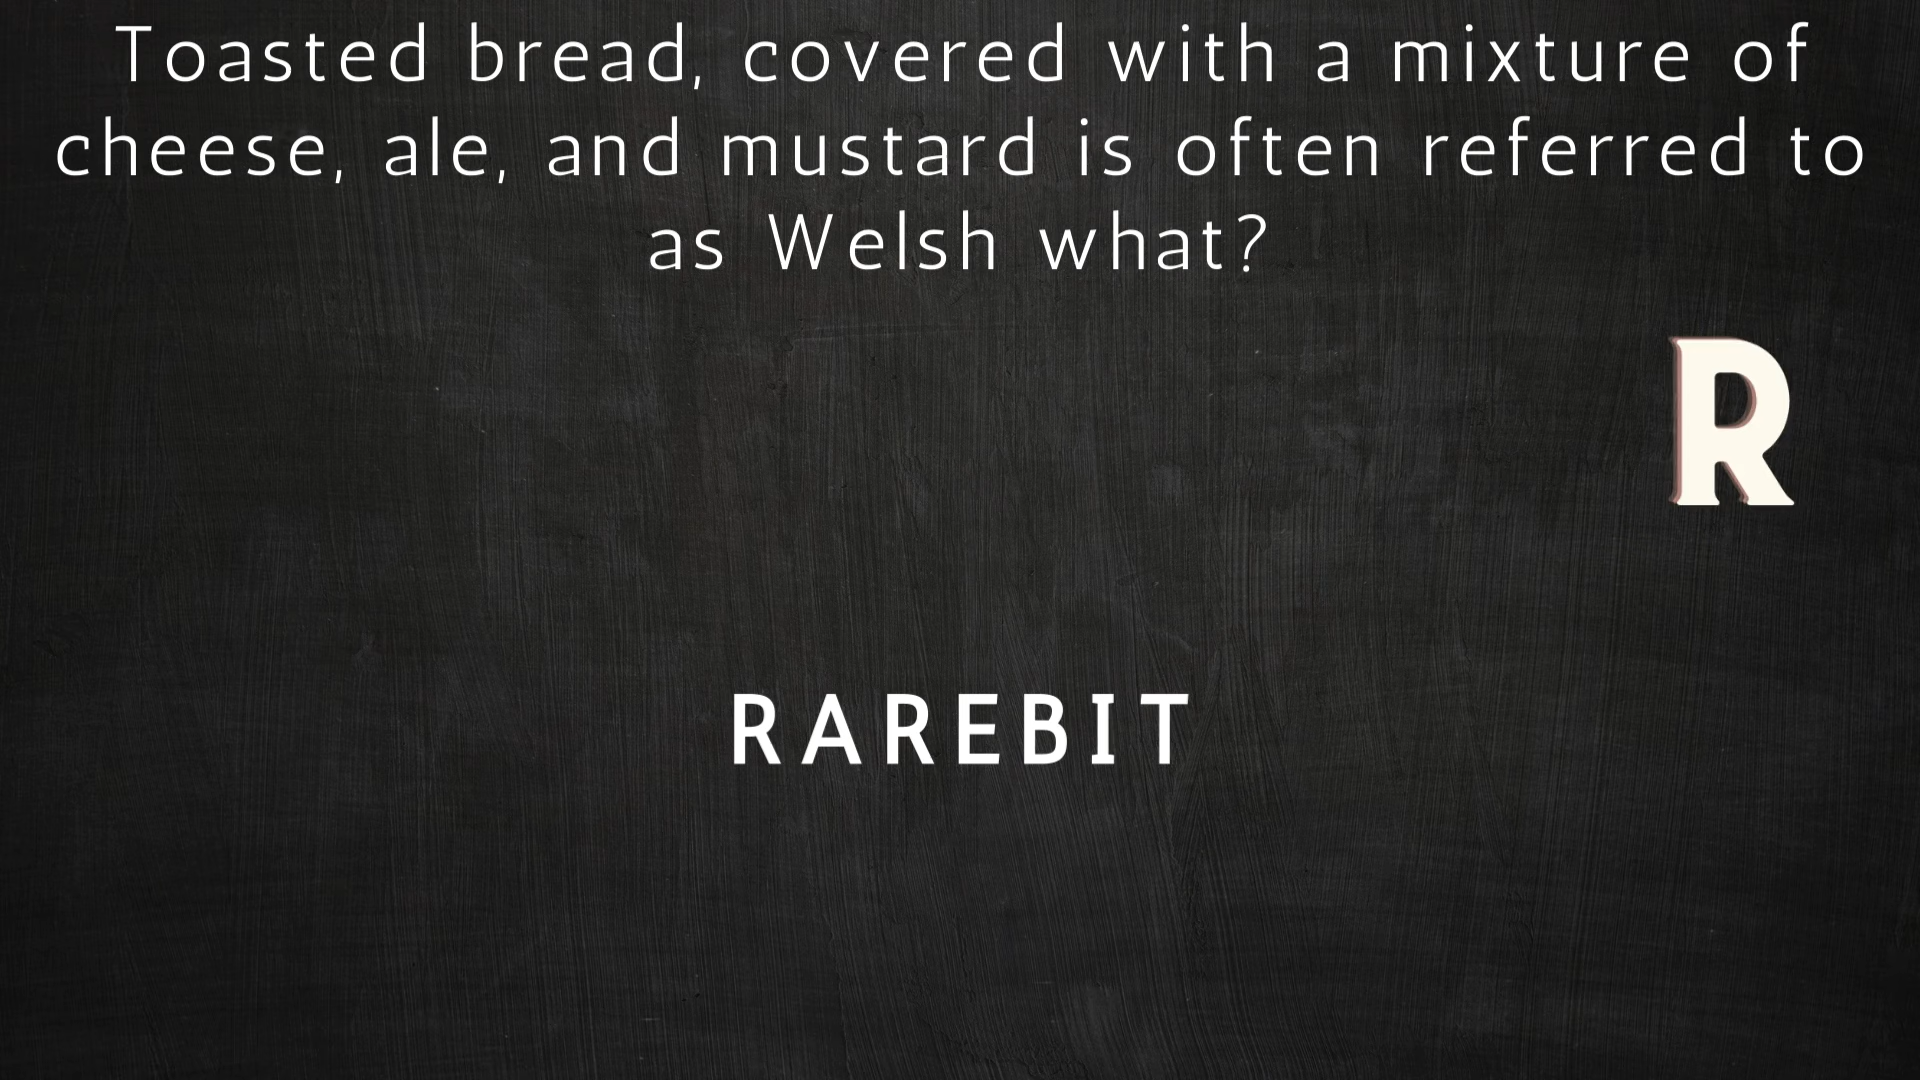 Toasted bread, covered with a mixture of
cheese, ale, and mustard is often referred to
as Welsh what?
R
RAREBIT